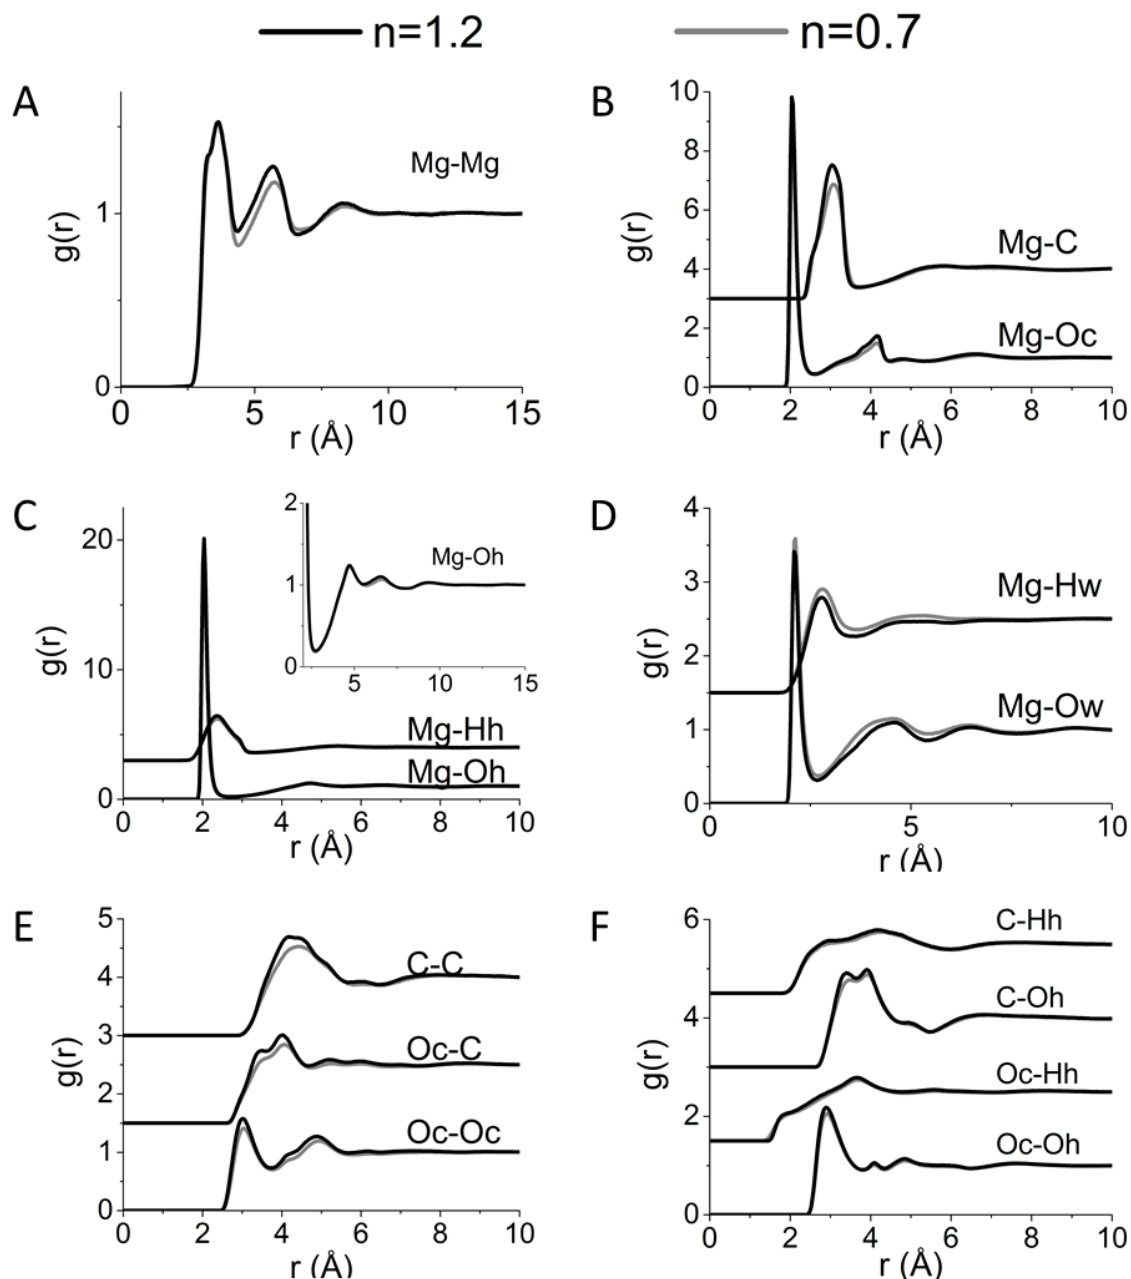 n=1.2
n=0.7
A
Mg-Mg
g(r)
1
0
0 5 10 15
r (Å)
B
10
8
6
4
2
0
g(r)
Mg-C
Mg-Oc
0 2 4 6 8 10
r (Å)
C
20
10
0
g(r)
2
1
0
Mg-Oh
5 10 15
Mg-Hh
Mg-Oh
0 2 4 6 8 10
r (Å)
D
4
3
2
1
0
g(r)
Mg-Hw
Mg-Ow
0 5 10
r (Å)
E
5
4
3
2
1
0
g(r)
C-C
Oc-C
Oc-Oc
0 2 4 6 8 10
r (Å)
F
6
4
2
0
g(r)
C-Hh
C-Oh
Oc-Hh
Oc-Oh
0 2 4 6 8 10
r (Å)